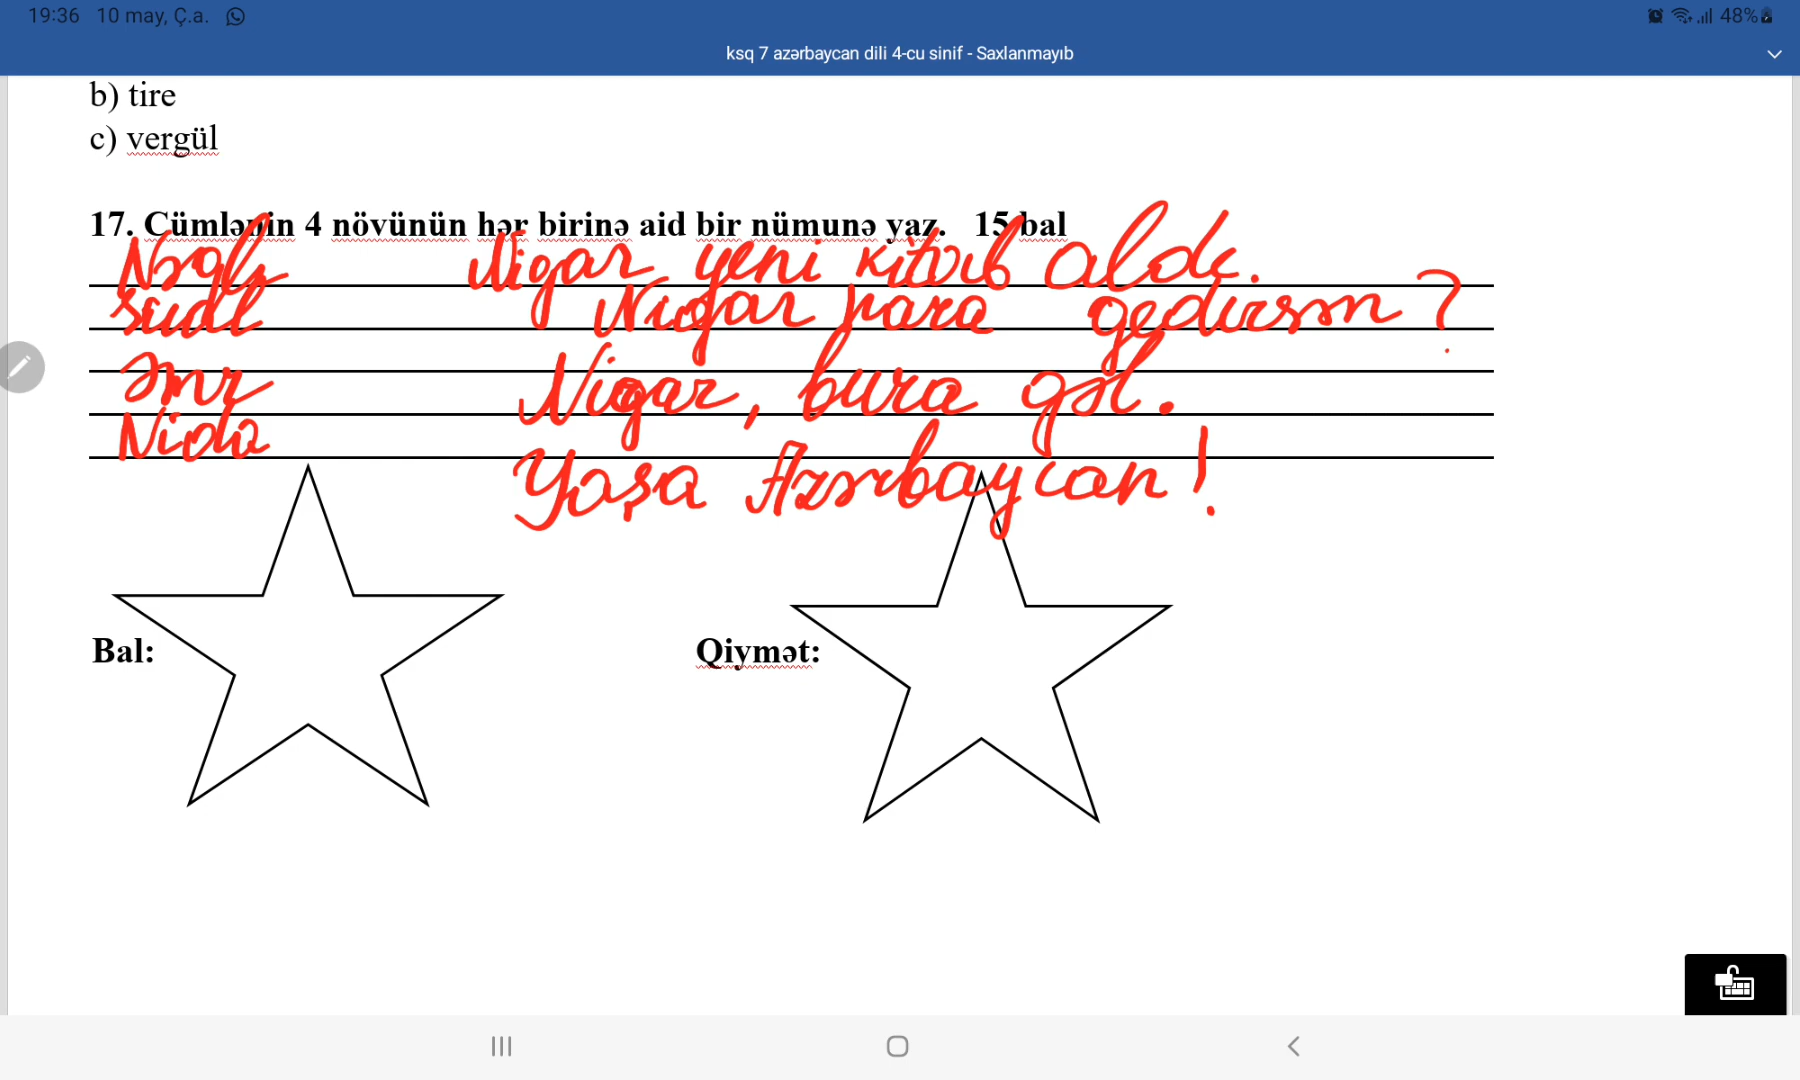 19:36 10 may, Ç.a. 48%
ksq 7 azərbaycan dili 4-cu sinif - Saxlanmayıb
b) tire
c) vergül
17. Cümlənin 4 növünün hər birinə aid bir nümunə yaz. 15 bal
Nəqli Nigar yeni kitab aldı.
Sual Nigar hara gedirsən?
Əmr Nigar, bura gəl.
Nida Yaşa Azərbaycan!
Bal: Qiymət: